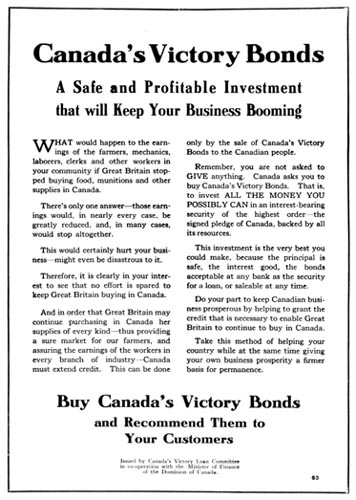 Canada's Victory Bonds
A Safe and Profitable Investment
that will Keep Your Business Booming
WHAT would happen to the earn-
ings of the farmers, mechanics,
laborers, clerks and other workers in
your community if Great Britain stop-
ped buying food, munitions and other
supplies in Canada.
There's only one answer—those earn-
ings would, in nearly every case, be
greatly reduced, and, in many cases,
would stop altogether.
This would certainly hurt your busi-
ness—might even be disastrous to it.
Therefore, it is clearly in your inter-
est to see that no effort is spared to
keep Great Britain buying in Canada.
And in order that Great Britain may
continue purchasing in Canada her
supplies of every kind—thus providing
a sure market for our farmers, and
assuring the earnings of the workers in
every branch of industry—Canada
must extend credit. This can be done
only by the sale of Canada's Victory
Bonds to the Canadian people.
Remember, you are not asked to
GIVE anything. Canada asks you to
buy Canada's Victory Bonds. That is,
to invest ALL THE MONEY YOU
POSSIBLY CAN in an interest-bearing
security of the highest order—the
signed pledge of Canada, backed by all
its resources.
This investment is the very best you
could make, because the principal is
safe, the interest good, the bonds
acceptable at any bank as the security
for a loan, or saleable at any time.
Do your part to keep Canadian busi-
ness prosperous by helping to grant the
credit that is necessary to enable Great
Britain to continue to buy in Canada.
Take this method of helping your
country while at the same time giving
your own business prosperity a firmer
basis for permanence.
Buy Canada's Victory Bonds
and Recommend Them to
Your Customers
Issued by Canada's Victory Loan Committee
in co-operation with the Minister of Finance
of the Dominion of Canada.
83